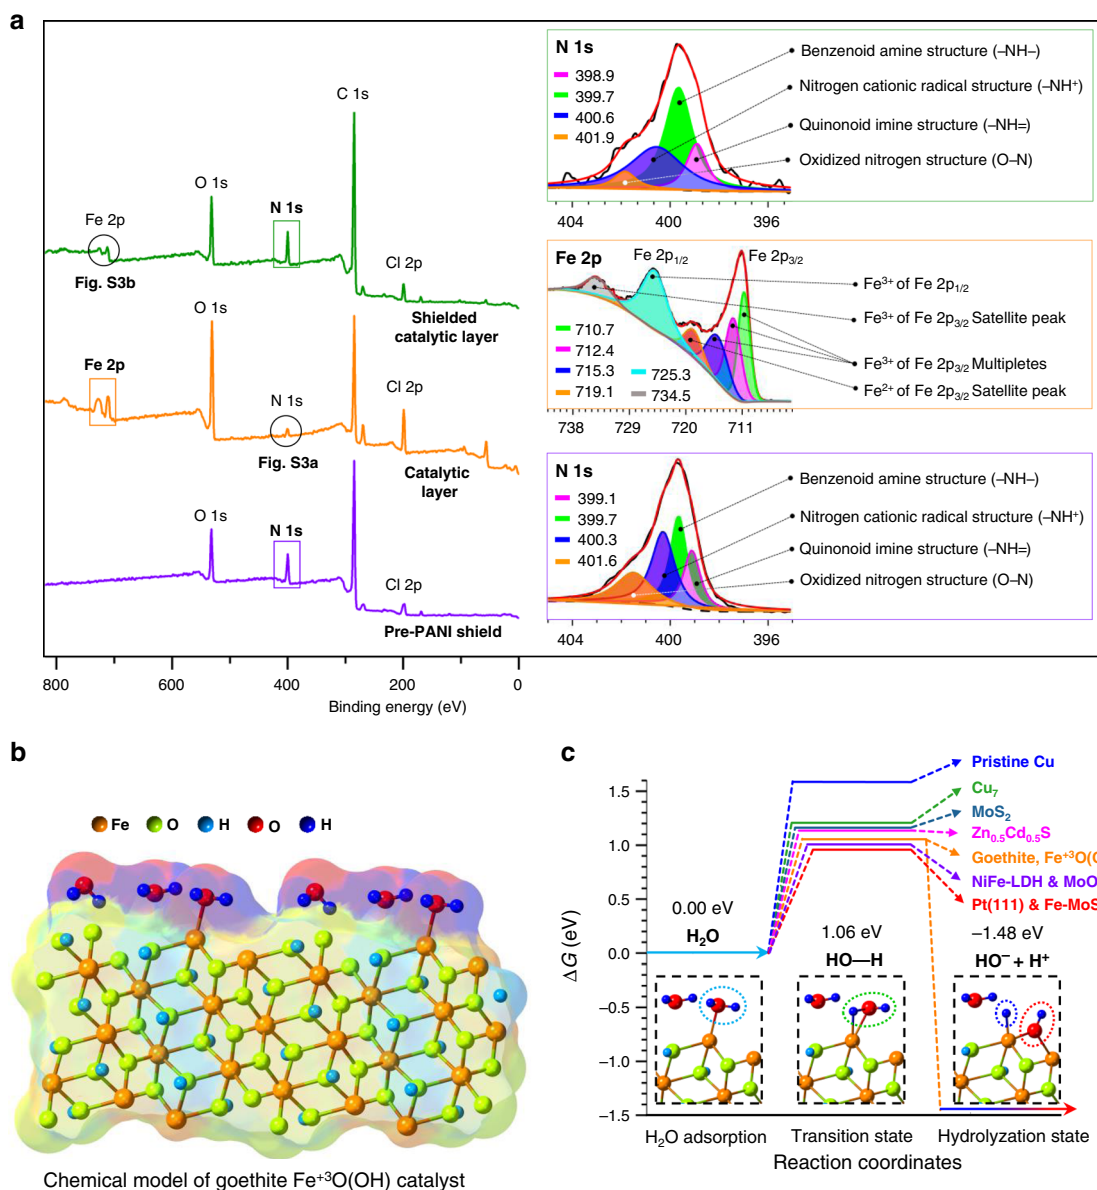 a
C 1s
O 1s
Fe 2p
N 1s
Cl 2p
Fig. S3b
Shielded
catalytic layer
O 1s
Fe 2p
N 1s
Cl 2p
Fig. S3a
Catalytic
layer
O 1s
N 1s
Cl 2p
Pre-PANI shield
800
600
400
200
0
Binding energy (eV)
N 1s
398.9
399.7
400.6
401.9
Benzenoid amine structure (–NH–)
Nitrogen cationic radical structure (–NH⁺)
Quinonoid imine structure (–NH=)
Oxidized nitrogen structure (O–N)
404
400
396
Fe 2p
Fe 2p₁/₂
Fe 2p₃/₂
710.7
712.4
715.3
719.1
725.3
734.5
Fe³⁺ of Fe 2p₁/₂
Fe³⁺ of Fe 2p₃/₂ Satellite peak
Fe³⁺ of Fe 2p₃/₂ Multipletes
Fe²⁺ of Fe 2p₃/₂ Satellite peak
738
729
720
711
N 1s
399.1
399.7
400.3
401.6
Benzenoid amine structure (–NH–)
Nitrogen cationic radical structure (–NH⁺)
Quinonoid imine structure (–NH=)
Oxidized nitrogen structure (O–N)
404
400
396
b
Fe
O
H
O
H
Chemical model of goethite Fe⁺³O(OH) catalyst
c
ΔG (eV)
1.5
1.0
0.5
0.0
–0.5
–1.0
–1.5
Pristine Cu
Cu₇
MoS₂
Zn₀.₅Cd₀.₅S
Goethite, Fe⁺³O(O
NiFe-LDH & MoO
Pt(111) & Fe-MoS
0.00 eV
H₂O
1.06 eV
HO—H
–1.48 eV
HO⁻ + H⁺
H₂O adsorption
Transition state
Hydrolyzation state
Reaction coordinates